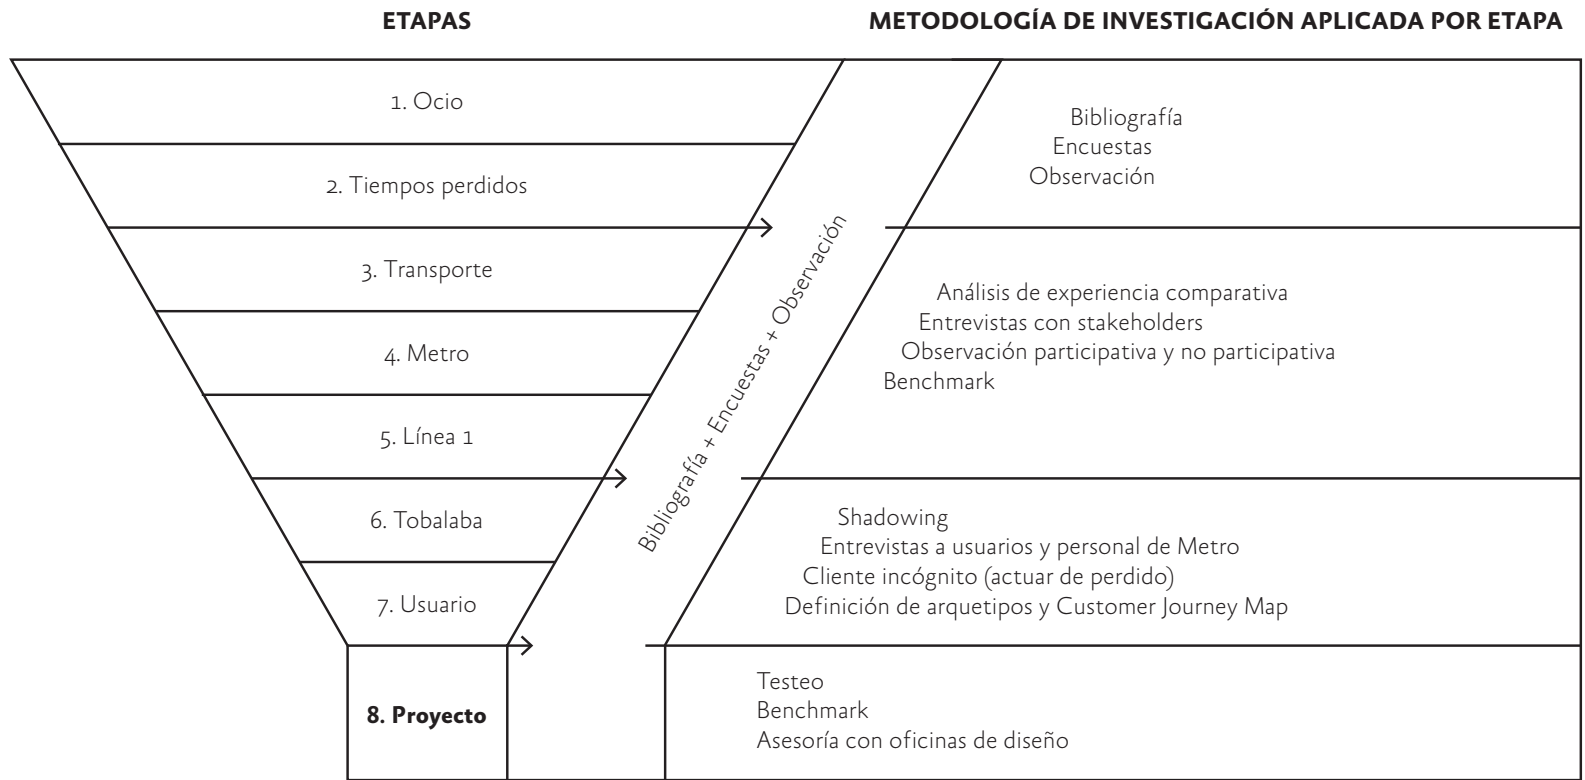 ETAPAS
METODOLOGÍA DE INVESTIGACIÓN APLICADA POR ETAPA
1. Ocio
2. Tiempos perdidos
3. Transporte
4. Metro
5. Línea 1
6. Tobalaba
7. Usuario
8. Proyecto
Bibliografía + Encuestas + Observación
Bibliografía
Encuestas
Observación
Análisis de experiencia comparativa
Entrevistas con stakeholders
Observación participativa y no participativa
Benchmark
Shadowing
Entrevistas a usuarios y personal de Metro
Cliente incógnito (actuar de perdido)
Definición de arquetipos y Customer Journey Map
Testeo
Benchmark
Asesoría con oficinas de diseño